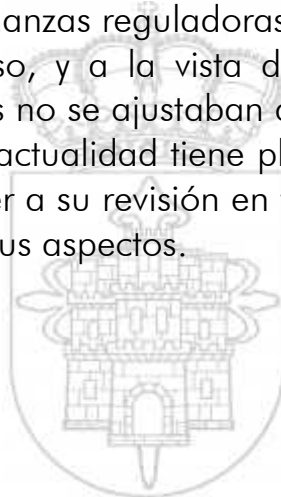 anzas reguladoras
so, y a la vista d
s no se ajustaban
actualidad tiene pl
er a su revisión en
us aspectos.